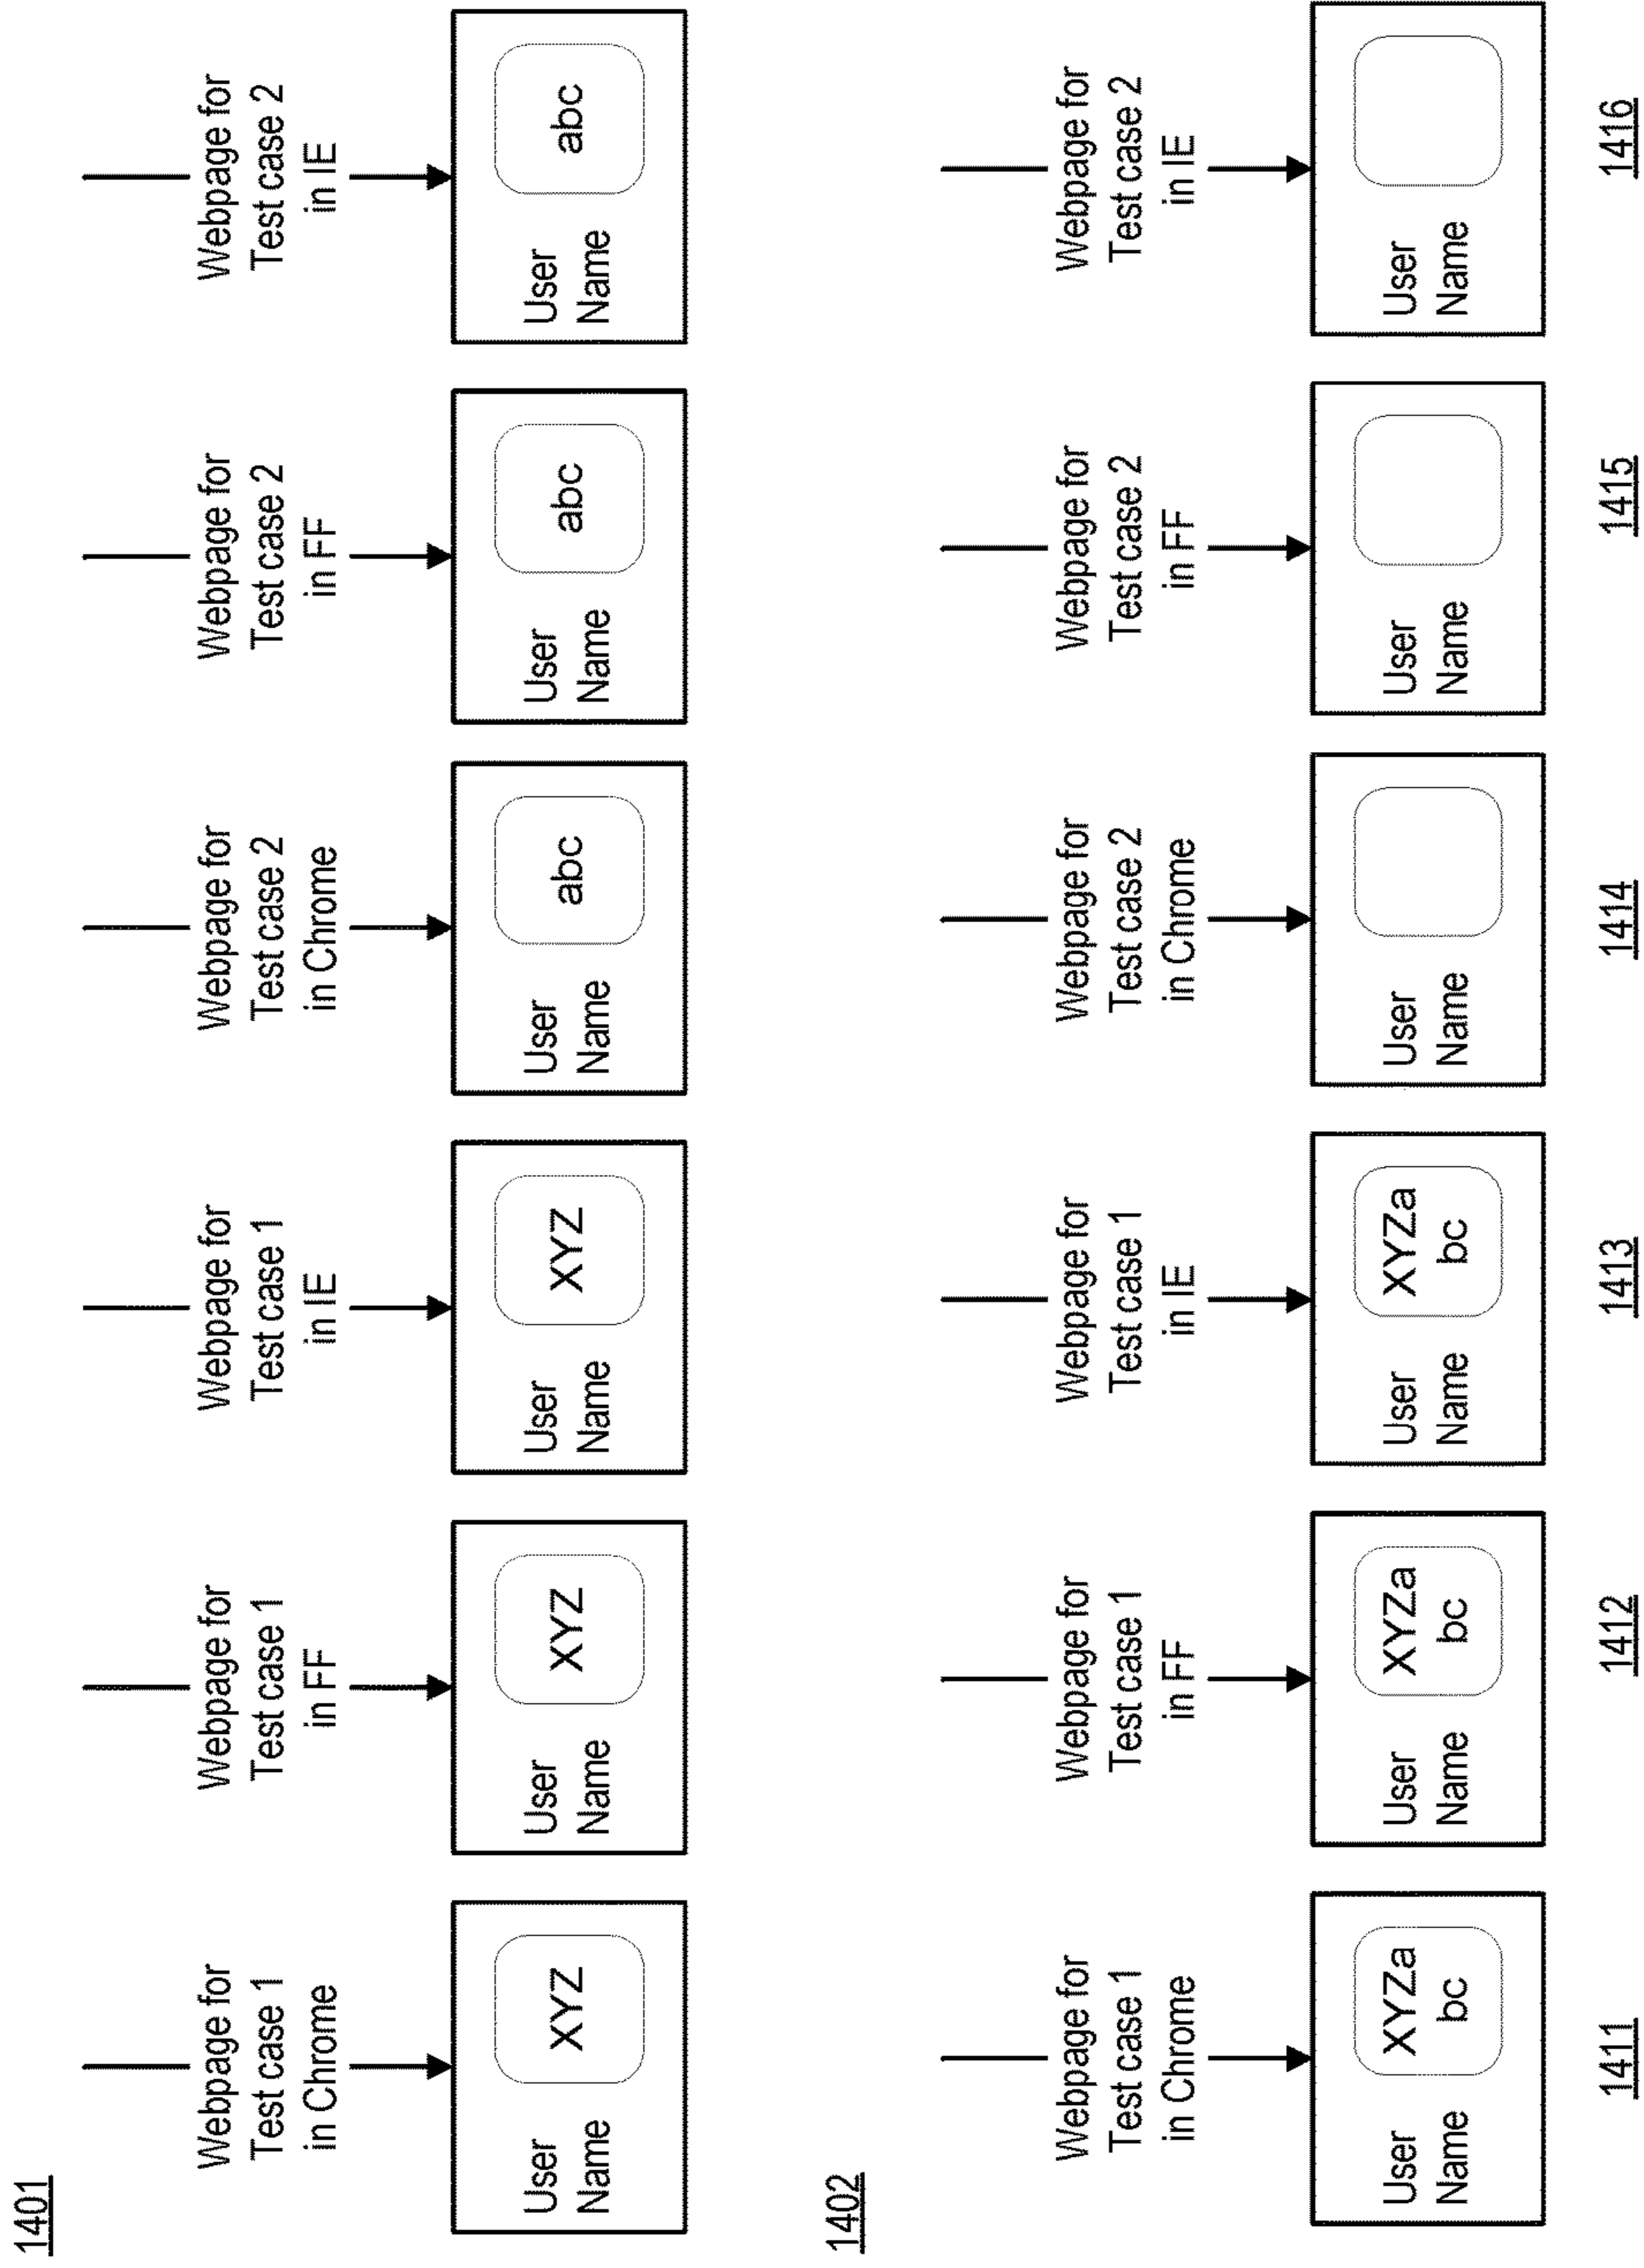 1401
Webpage for
Test case 1
in Chrome
User
Name
XYZ
Webpage for
Test case 1
in FF
User
Name
XYZ
Webpage for
Test case 1
in IE
User
Name
XYZ
Webpage for
Test case 2
in Chrome
User
Name
abc
Webpage for
Test case 2
in FF
User
Name
abc
Webpage for
Test case 2
in IE
User
Name
abc
1402
Webpage for
Test case 1
in Chrome
User
Name
XYZa
bc
1411
Webpage for
Test case 1
in FF
User
Name
XYZa
bc
1412
Webpage for
Test case 1
in IE
User
Name
XYZa
bc
1413
Webpage for
Test case 2
in Chrome
User
Name
1414
Webpage for
Test case 2
in FF
User
Name
1415
Webpage for
Test case 2
in IE
User
Name
1416